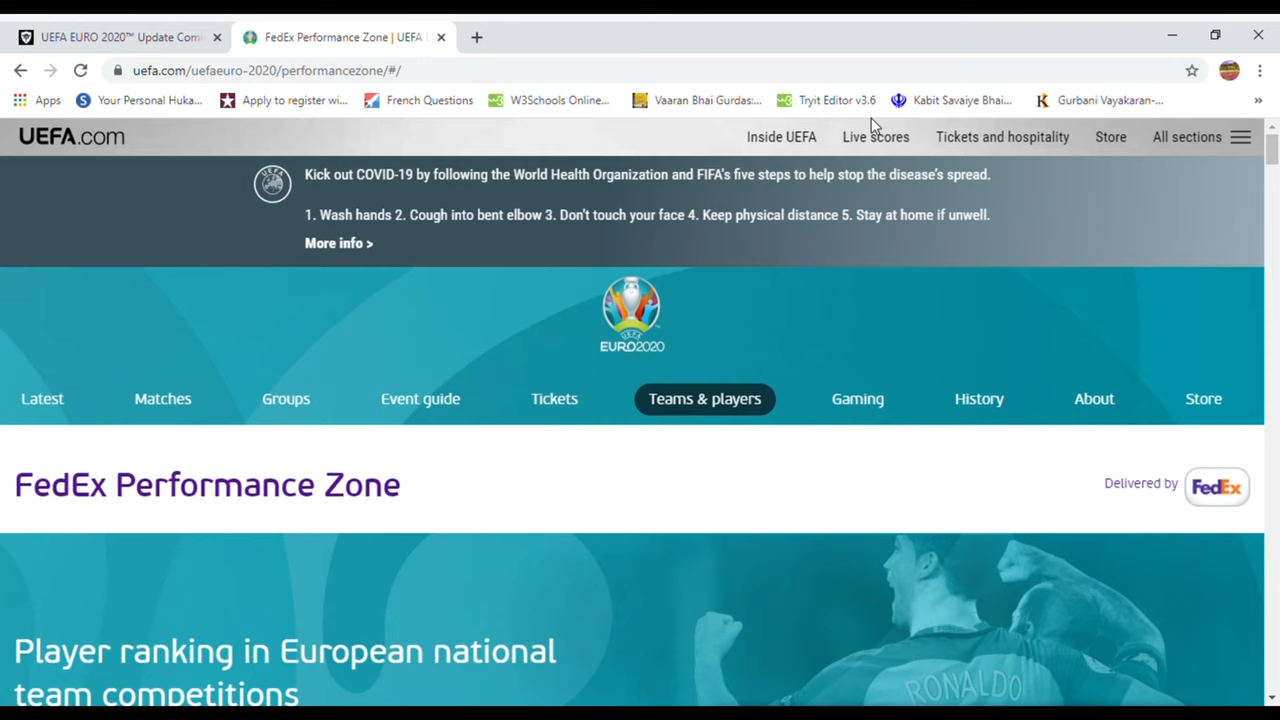 UEFA EURO 2020™ Update Com
FedEx Performance Zone | UEFA
uefa.com/uefaeuro-2020/performancezone/#/
Apps Your Personal Huka... Apply to register wi... French Questions W3Schools Online... Vaaran Bhai Gurdas:... Tryit Editor v3.6 Kabit Savaiye Bhai... Gurbani Vayakaran-... »
UEFA.com Inside UEFA Live scores Tickets and hospitality Store All sections
UEFA
Kick out COVID-19 by following the World Health Organization and FIFA's five steps to help stop the disease's spread.
1. Wash hands 2. Cough into bent elbow 3. Don't touch your face 4. Keep physical distance 5. Stay at home if unwell.
More info >
UEFA
EURO2020
Latest Matches Groups Event guide Tickets Teams & players Gaming History About Store
FedEx Performance Zone
Delivered by FedEx
Player ranking in European national
team competitions
RONALDO